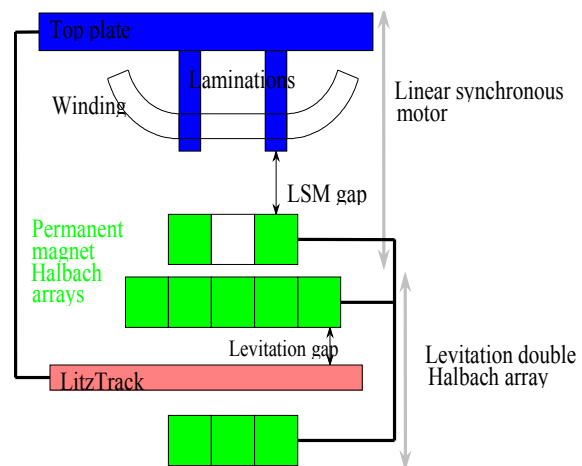 Top plate
Laminations
Winding
Linear synchronous
motor
LSM gap
Permanent
magnet
Halbach
arrays
Levitation gap
Levitation double
Halbach array
LitzTrack